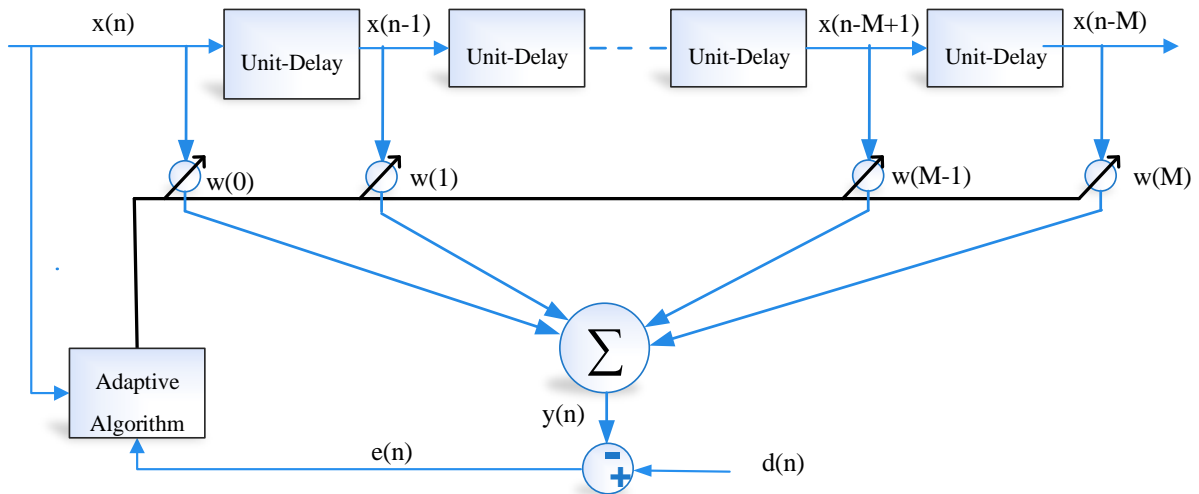 x(n)
x(n-1)
x(n-M+1)
x(n-M)
Unit-Delay
Unit-Delay
Unit-Delay
Unit-Delay
w(0)
w(1)
w(M-1)
w(M)
∑
Adaptive
Algorithm
y(n)
-
+
e(n)
d(n)